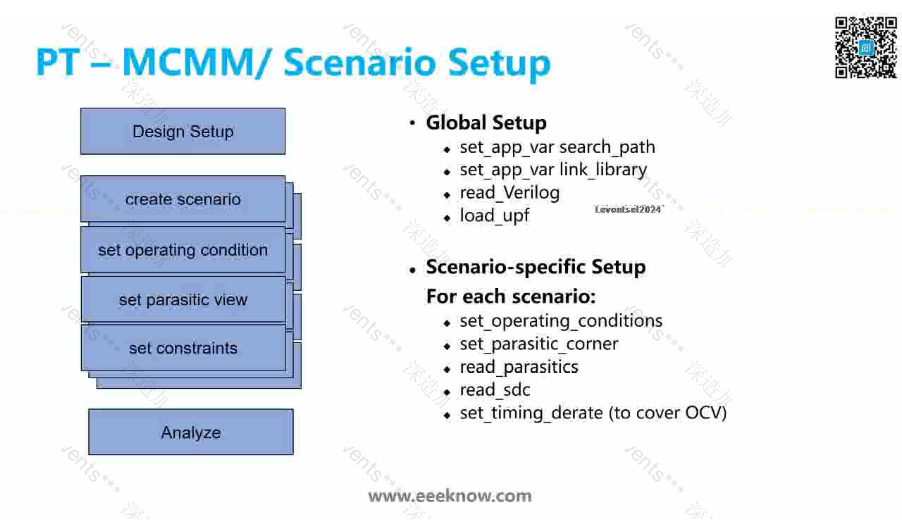 PT – MCMM/ Scenario Setup
Design Setup
create scenario
set operating condition
set parasitic view
set constraints
Analyze
• Global Setup
set_app_var search_path
set_app_var link_library
read_Verilog
load_upf
• Scenario-specific Setup
For each scenario:
set_operating_conditions
set_parasitic_corner
read_parasitics
read_sdc
set_timing_derate (to cover OCV)
www.eeeknow.com